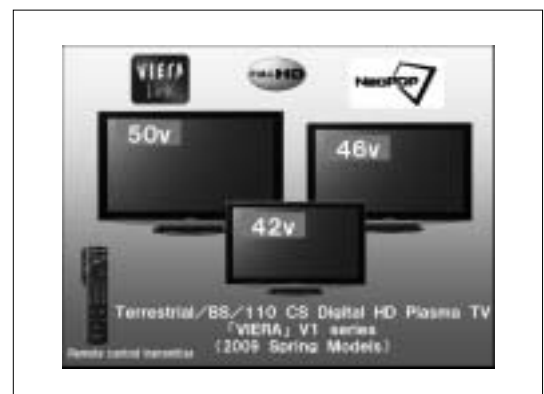 VIERA Link
FULL HD
NeoPDP
50v
46v
42v
Terrestrial/BS/110 CS Digital HD Plasma TV
「VIERA」 V1 series
(2009 Spring Models)
Remote control transmitter